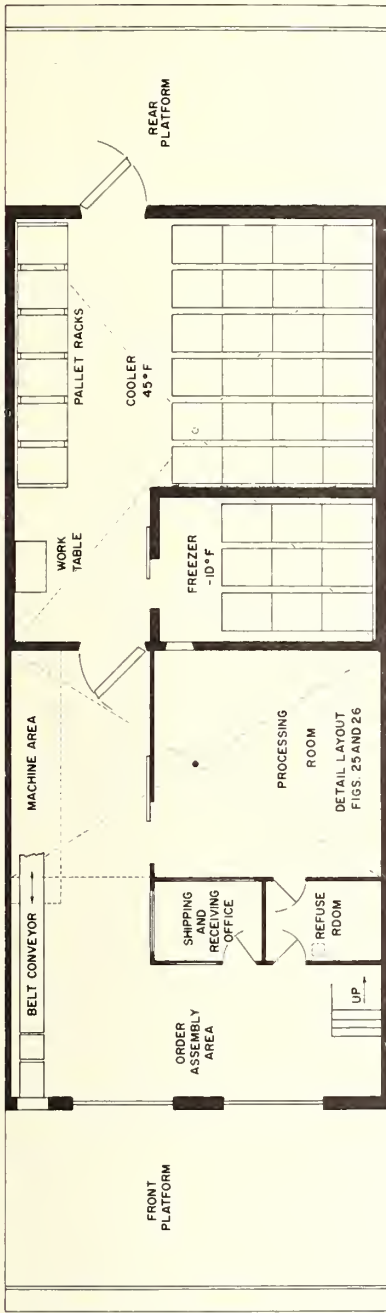 REAR
PLATFORM
PALLET RACKS
COOLER
45°F
WORK
TABLE
FREEZER
-10°F
MACHINE AREA
BELT CONVEYOR
PROCESSING
ROOM
DETAIL LAYOUT
FIGS. 25 AND 26
SHIPPING
AND
RECEIVING
OFFICE
REFUSE
ROOM
ORDER
ASSEMBLY
AREA
UP
FRONT
PLATFORM